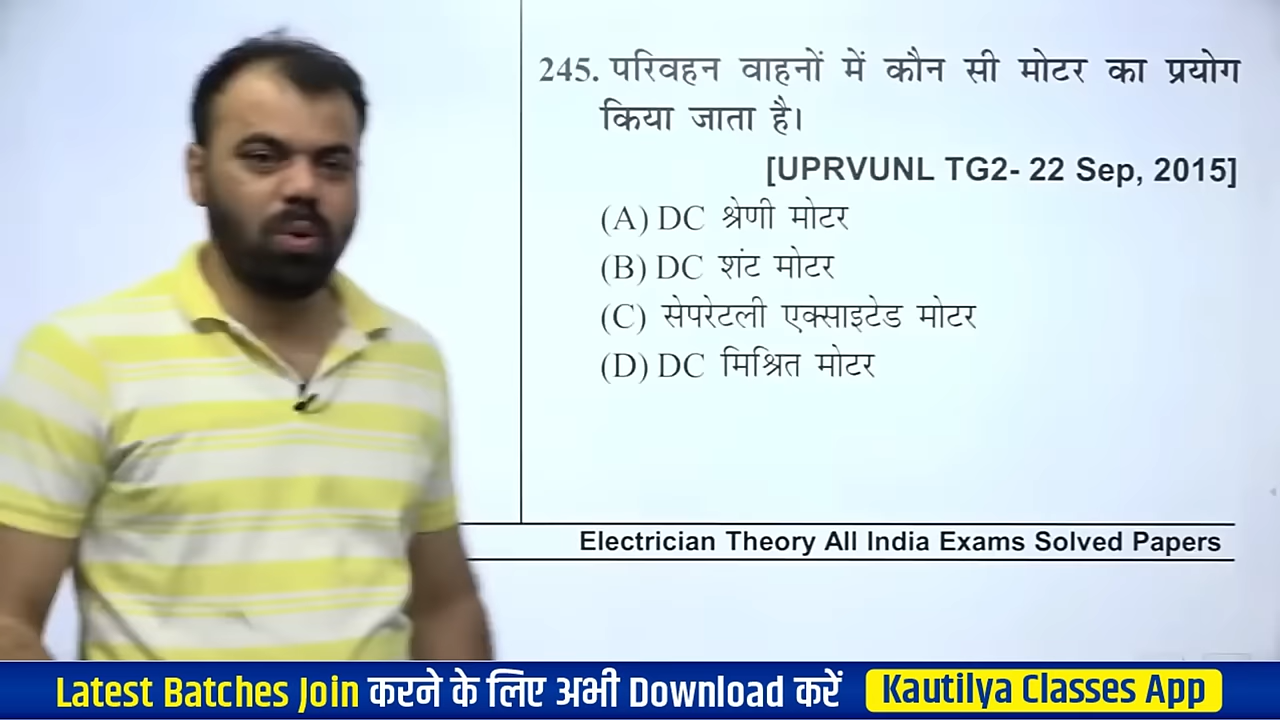 245. परिवहन वाहनों में कौन सी मोटर का प्रयोग
किया जाता है।
[UPRVUNL TG2- 22 Sep, 2015]
(A) DC श्रेणी मोटर
(B) DC शंट मोटर
(C) सेपरेटली एक्साइटेड मोटर
(D) DC मिश्रित मोटर
Electrician Theory All India Exams Solved Papers
Latest Batches Join करने के लिए अभी Download करें Kautilya Classes App